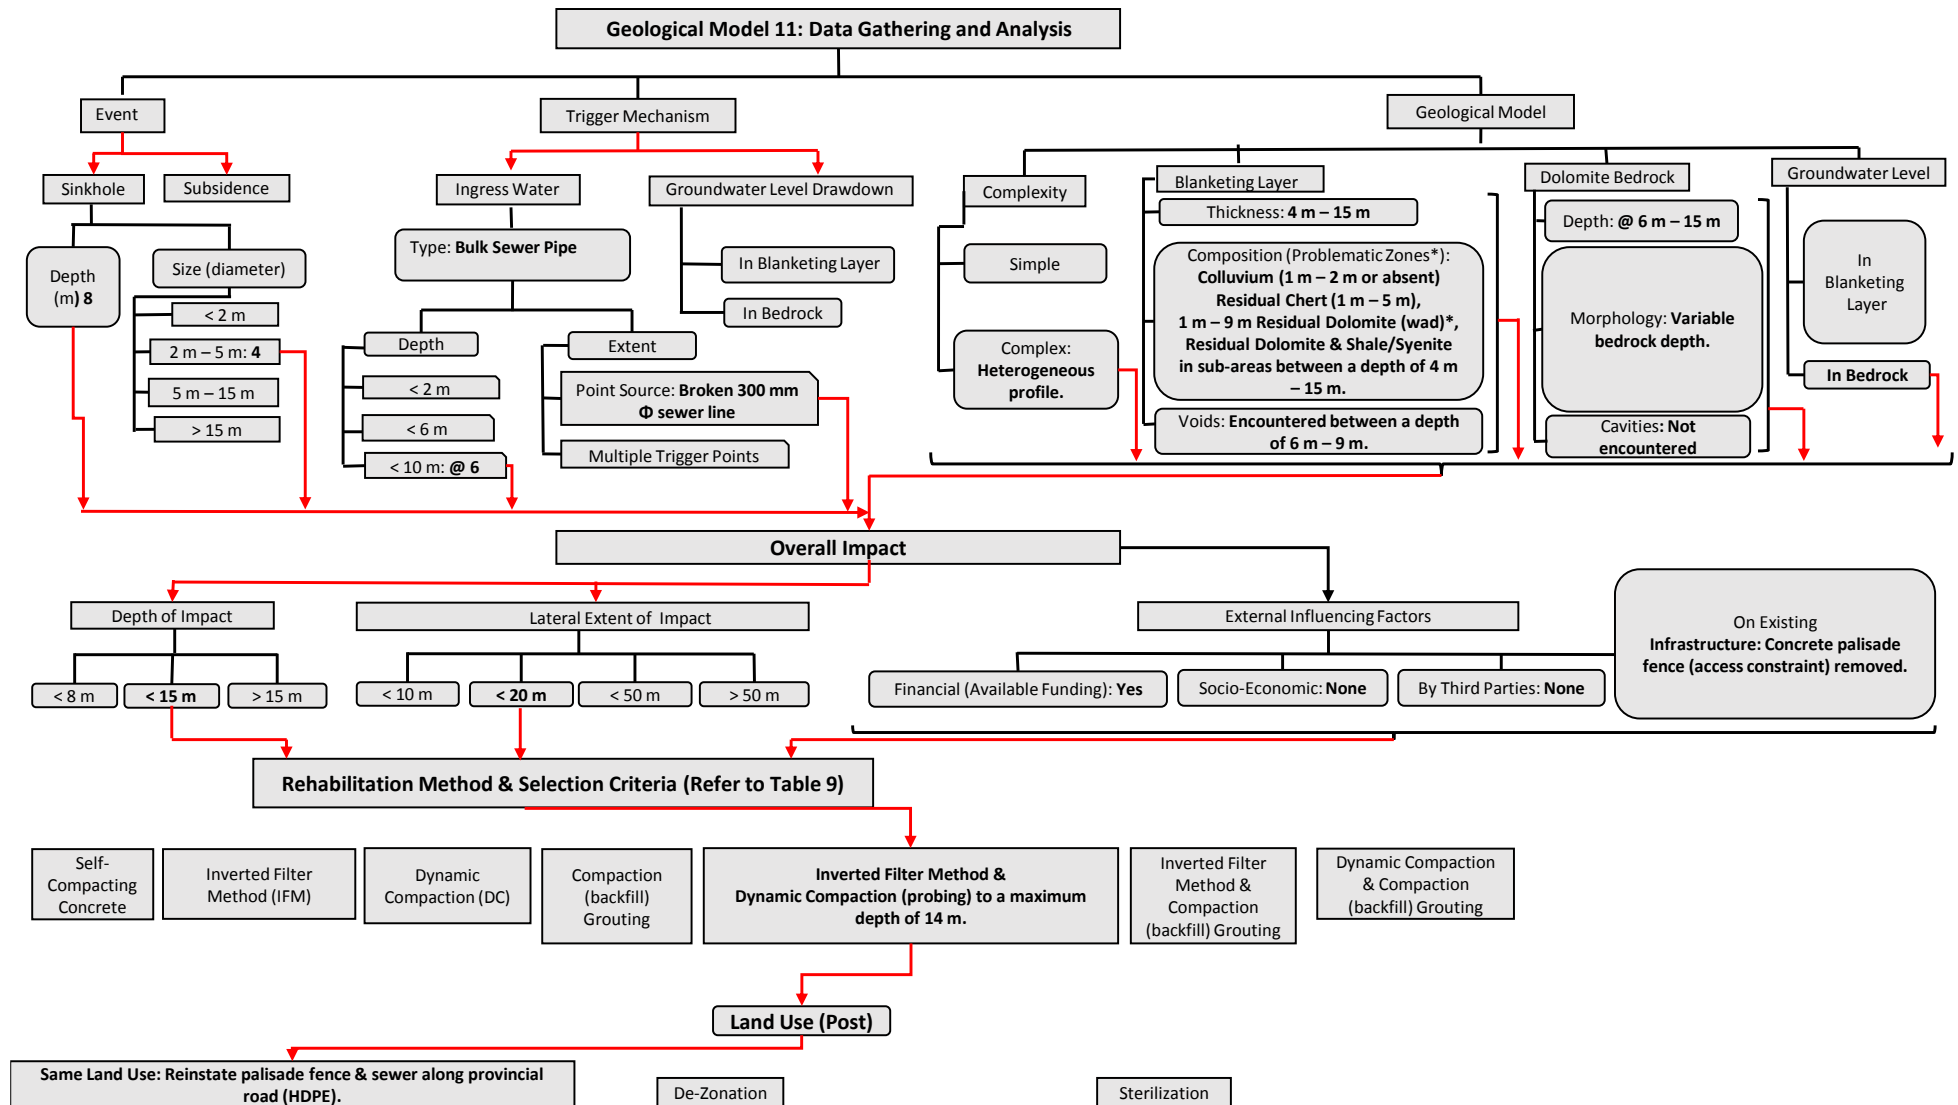 Geological Model 11: Data Gathering and Analysis
Event
Trigger Mechanism
Geological Model
Sinkhole
Subsidence
Ingress Water
Groundwater Level Drawdown
Complexity
Blanketing Layer
Dolomite Bedrock
Groundwater Level
Depth
(m) 8
Size (diameter)
< 2 m
2 m – 5 m: 4
5 m – 15 m
> 15 m
Type: Bulk Sewer Pipe
Depth
< 2 m
< 6 m
< 10 m: @ 6
Extent
Point Source: Broken 300 mm
Φ sewer line
Multiple Trigger Points
In Blanketing Layer
In Bedrock
Simple
Complex:
Heterogeneous
profile.
Thickness: 4 m – 15 m
Composition (Problematic Zones*):
Colluvium (1 m – 2 m or absent)
Residual Chert (1 m – 5 m),
1 m – 9 m Residual Dolomite (wad)*,
Residual Dolomite & Shale/Syenite
in sub-areas between a depth of 4 m
– 15 m.
Voids: Encountered between a depth
of 6 m – 9 m.
Depth: @ 6 m – 15 m
Morphology: Variable
bedrock depth.
Cavities: Not
encountered
In
Blanketing
Layer
In Bedrock
Overall Impact
Depth of Impact
Lateral Extent of  Impact
External Influencing Factors
On Existing
Infrastructure: Concrete palisade
fence (access constraint) removed.
< 8 m
< 15 m
> 15 m
< 10 m
< 20 m
< 50 m
> 50 m
Financial (Available Funding): Yes
Socio-Economic: None
By Third Parties: None
Rehabilitation Method & Selection Criteria (Refer to Table 9)
Self-
Compacting
Concrete
Inverted Filter
Method (IFM)
Dynamic
Compaction (DC)
Compaction
(backfill)
Grouting
Inverted Filter Method &
Dynamic Compaction (probing) to a maximum
depth of 14 m.
Inverted Filter
Method &
Compaction
(backfill) Grouting
Dynamic Compaction
& Compaction
(backfill) Grouting
Land Use (Post)
Same Land Use: Reinstate palisade fence & sewer along provincial
road (HDPE).
De-Zonation
Sterilization